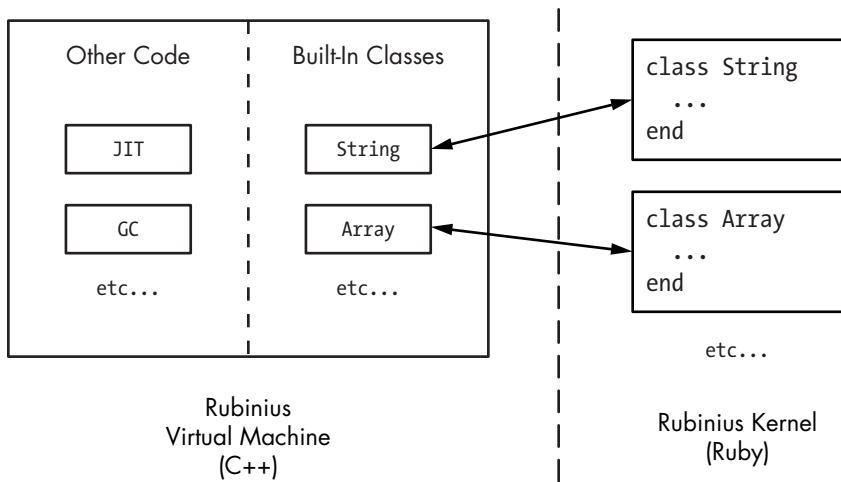 Other Code
JIT
GC
etc...
Built-In Classes
String
Array
etc...
Rubinius
Virtual Machine
(C++)
class String
  ...
end
class Array
  ...
end
etc...
Rubinius Kernel
(Ruby)